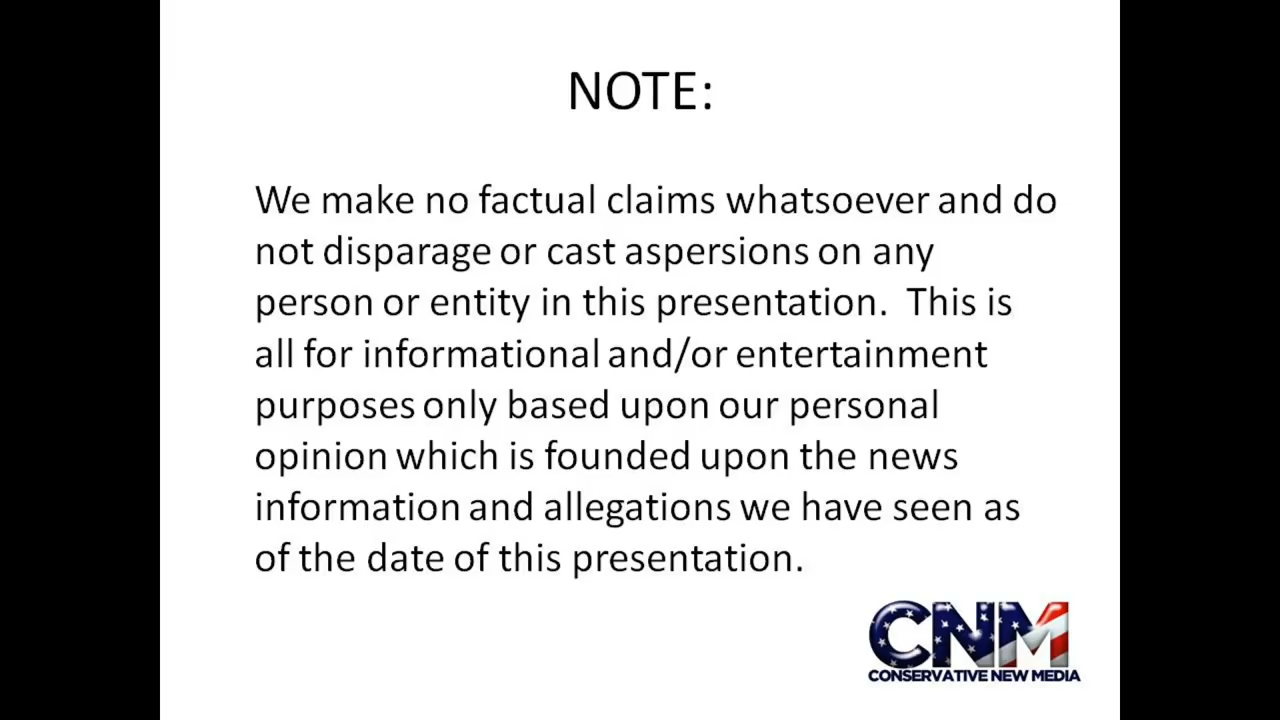 NOTE:
We make no factual claims whatsoever and do
not disparage or cast aspersions on any
person or entity in this presentation.  This is
all for informational and/or entertainment
purposes only based upon our personal
opinion which is founded upon the news
information and allegations we have seen as
of the date of this presentation.
CNM
CONSERVATIVE NEW MEDIA